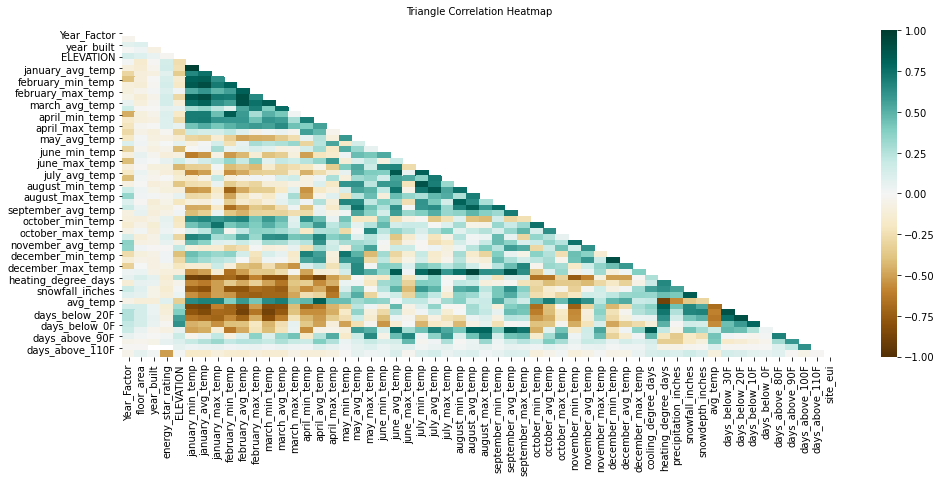 Triangle Correlation Heatmap
Year_Factor
year_built
ELEVATION
january_avg_temp
february_min_temp
february_max_temp
march_avg_temp
april_min_temp
april_max_temp
may_avg_temp
june_min_temp
june_max_temp
july_avg_temp
august_min_temp
august_max_temp
september_avg_temp
october_min_temp
october_max_temp
november_avg_temp
december_min_temp
december_max_temp
heating_degree_days
snowfall_inches
avg_temp
days_below_20F
days_below_0F
days_above_90F
days_above_110F
Year_Factor
floor_area
year_built
energy_star_rating
ELEVATION
january_min_temp
january_avg_temp
january_max_temp
february_min_temp
february_avg_temp
february_max_temp
march_min_temp
march_avg_temp
march_max_temp
april_min_temp
april_avg_temp
april_max_temp
may_min_temp
may_avg_temp
may_max_temp
june_min_temp
june_avg_temp
june_max_temp
july_min_temp
july_avg_temp
july_max_temp
august_min_temp
august_avg_temp
august_max_temp
september_min_temp
september_avg_temp
september_max_temp
october_min_temp
october_avg_temp
october_max_temp
november_min_temp
november_avg_temp
november_max_temp
december_min_temp
december_avg_temp
december_max_temp
cooling_degree_days
heating_degree_days
precipitation_inches
snowfall_inches
snowdepth_inches
avg_temp
days_below_30F
days_below_20F
days_below_10F
days_below_0F
days_above_80F
days_above_90F
days_above_100F
days_above_110F
site_eui
1.00
0.75
0.50
0.25
0.00
−0.25
−0.50
−0.75
−1.00